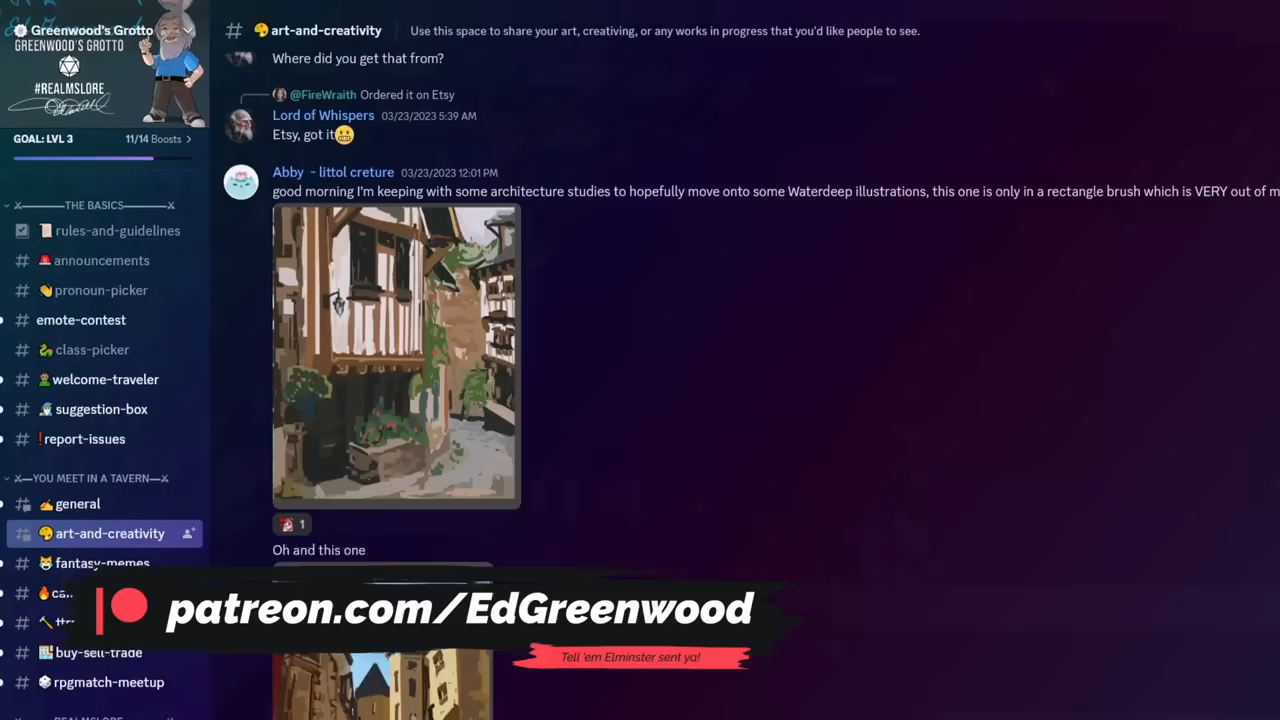 Greenwood's Grotto
GREENWOOD'S GROTTO
#REALMSLORE
GOAL: LVL 3 11/14 Boosts >
THE BASICS
rules-and-guidelines
# announcements
# pronoun-picker
# emote-contest
# class-picker
# welcome-traveler
# suggestion-box
# report-issues
YOU MEET IN A TAVERN
# general
# art-and-creativity
# fantasy-memes
#
#
# buy-sell-trade
# rpgmatch-meetup
REALMSLORE
# art-and-creativity Use this space to share your art, creativing, or any works in progress that you'd like people to see.
Where did you get that from?
@FireWraith Ordered it on Etsy
Lord of Whispers 03/23/2023 5:39 AM
Etsy, got it😬
Abby - littol creture 03/23/2023 12:01 PM
good morning I'm keeping with some architecture studies to hopefully move onto some Waterdeep illustrations, this one is only in a rectangle brush which is VERY out of m
1
Oh and this one
patreon.com/EdGreenwood
Tell 'em Elminster sent ya!